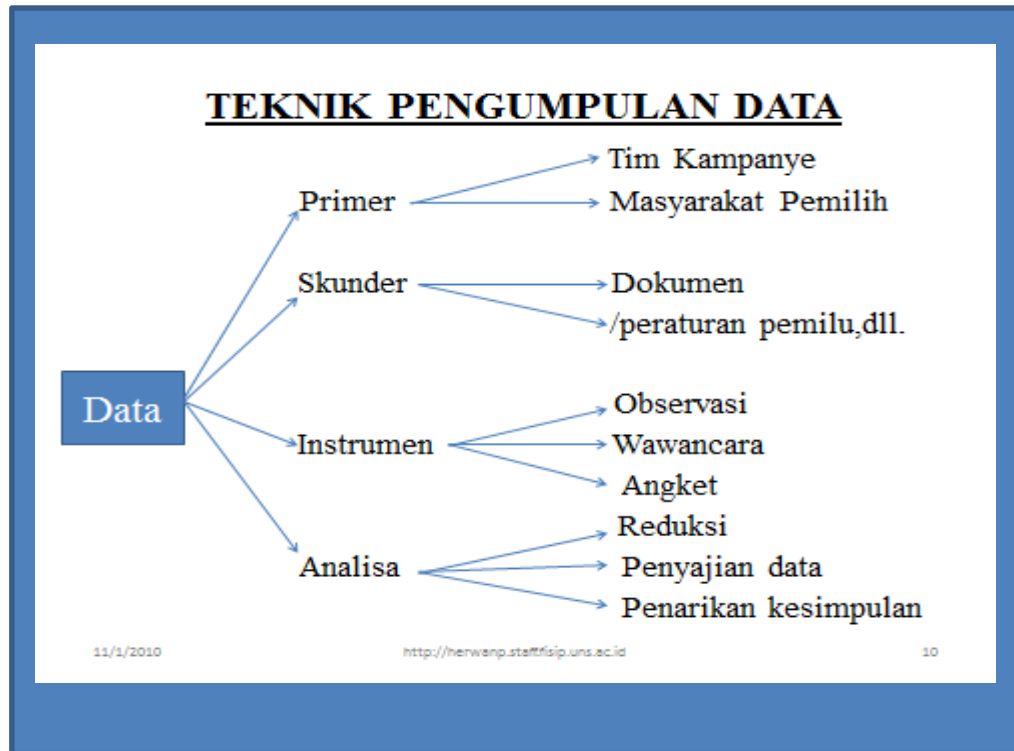 TEKNIK PENGUMPULAN DATA
Tim Kampanye
Primer
Masyarakat Pemilih
Skunder
Dokumen
/peraturan pemilu,dll.
Data
Observasi
Instrumen
Wawancara
Angket
Reduksi
Analisa
Penyajian data
Penarikan kesimpulan
11/1/2010
http://herwanp.staff.fisip.uns.ac.id
10